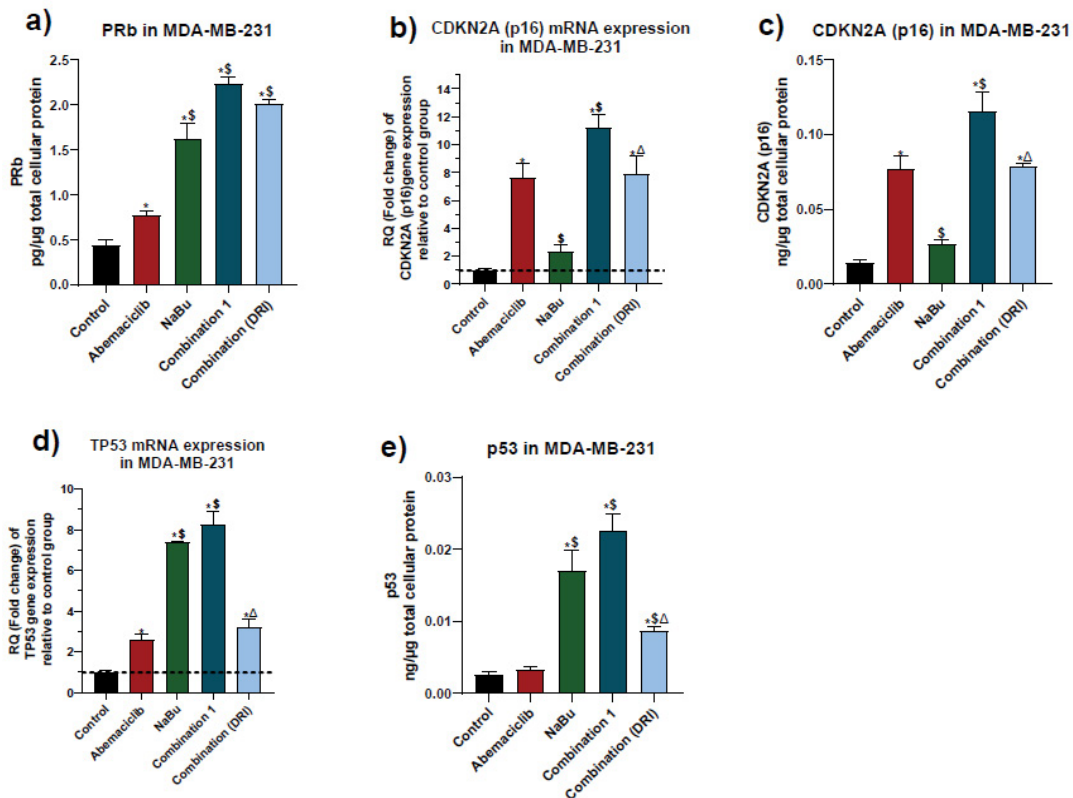 a)
PRb in MDA-MB-231
PRb
pg/µg total cellular protein
2.5
2.0
1.5
1.0
0.5
0.0
*
*$
*$
*$
Control
Abemaciclib
NaBu
Combination 1
Combination (DRI)
b)
CDKN2A (p16) mRNA expression
in MDA-MB-231
RQ (Fold change) of
CDKN2A (p16)gene expression
relative to control group
14
12
10
8
6
4
2
0
*
$
*$
*Δ
Control
Abemaciclib
NaBu
Combination 1
Combination (DRI)
c)
CDKN2A (p16) in MDA-MB-231
CDKN2A (p16)
ng/µg total cellular protein
0.15
0.10
0.05
0.00
*
$
*$
*Δ
Control
Abemaciclib
NaBu
Combination 1
Combination (DRI)
d)
TP53 mRNA expression
in MDA-MB-231
RQ (Fold change) of
TP53 gene expression
relative to control group
10
8
6
4
2
0
*
*$
*$
*Δ
Control
Abemaciclib
NaBu
Combination 1
Combination (DRI)
e)
p53 in MDA-MB-231
p53
ng/µg total cellular protein
0.03
0.02
0.01
0.00
*$
*$
*$Δ
Control
Abemaciclib
NaBu
Combination 1
Combination (DRI)